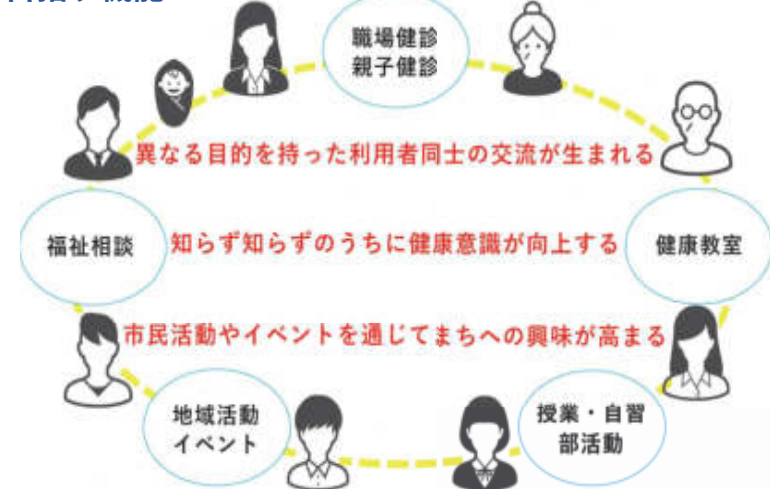 職場健診
親子健診
異なる目的を持った利用者同士の交流が生まれる
福祉相談
知らず知らずのうちに健康意識が向上する
健康教室
市民活動やイベントを通じてまちへの興味が高まる
地域活動
イベント
授業・自習
部活動